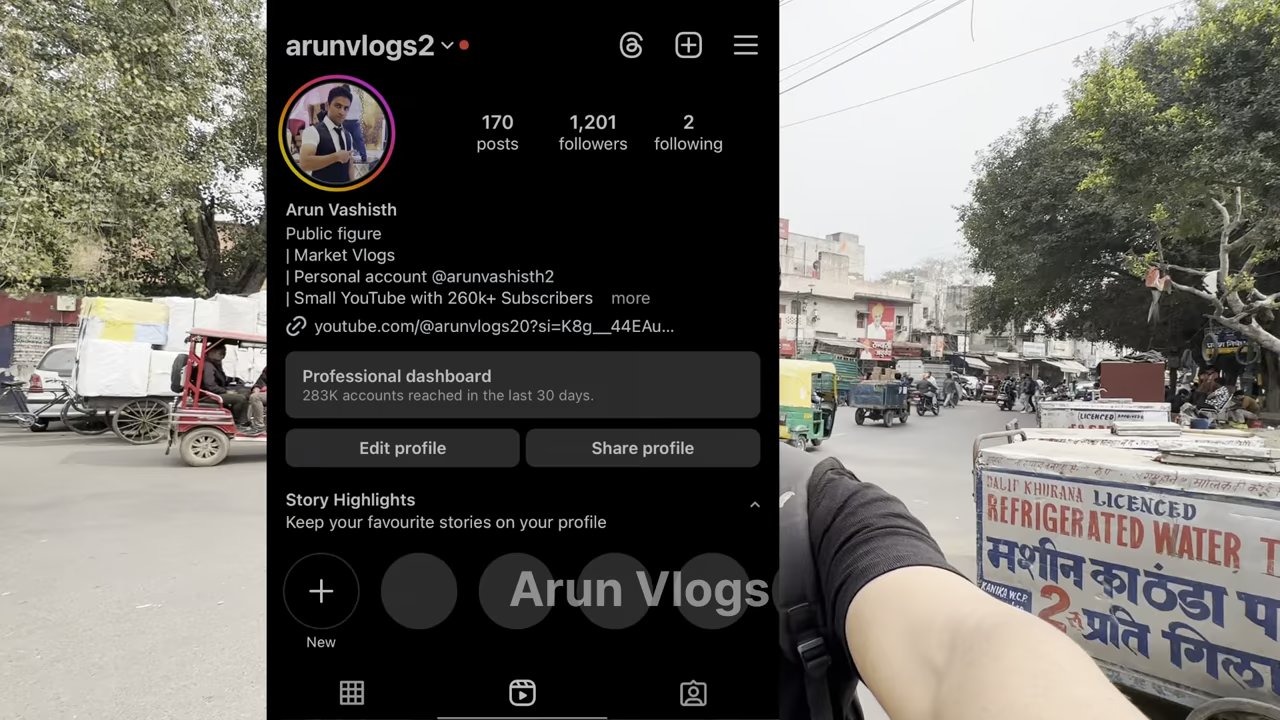 arunvlogs2
170
posts
1,201
followers
2
following
Arun Vashisth
Public figure
| Market Vlogs
| Personal account @arunvashisth2
| Small YouTube with 260k+ Subscribers more
youtube.com/@arunvlogs20?si=K8g__44EAu...
Professional dashboard
283K accounts reached in the last 30 days.
Edit profile
Share profile
Story Highlights
Keep your favourite stories on your profile
New
Arun Vlogs
LICENCED
DALIF KHURANA LICENCED
REFRIGERATED WATER T
मशीन का ठंडा प
KANIKA W.C.P.
2 रु प्रति गिला